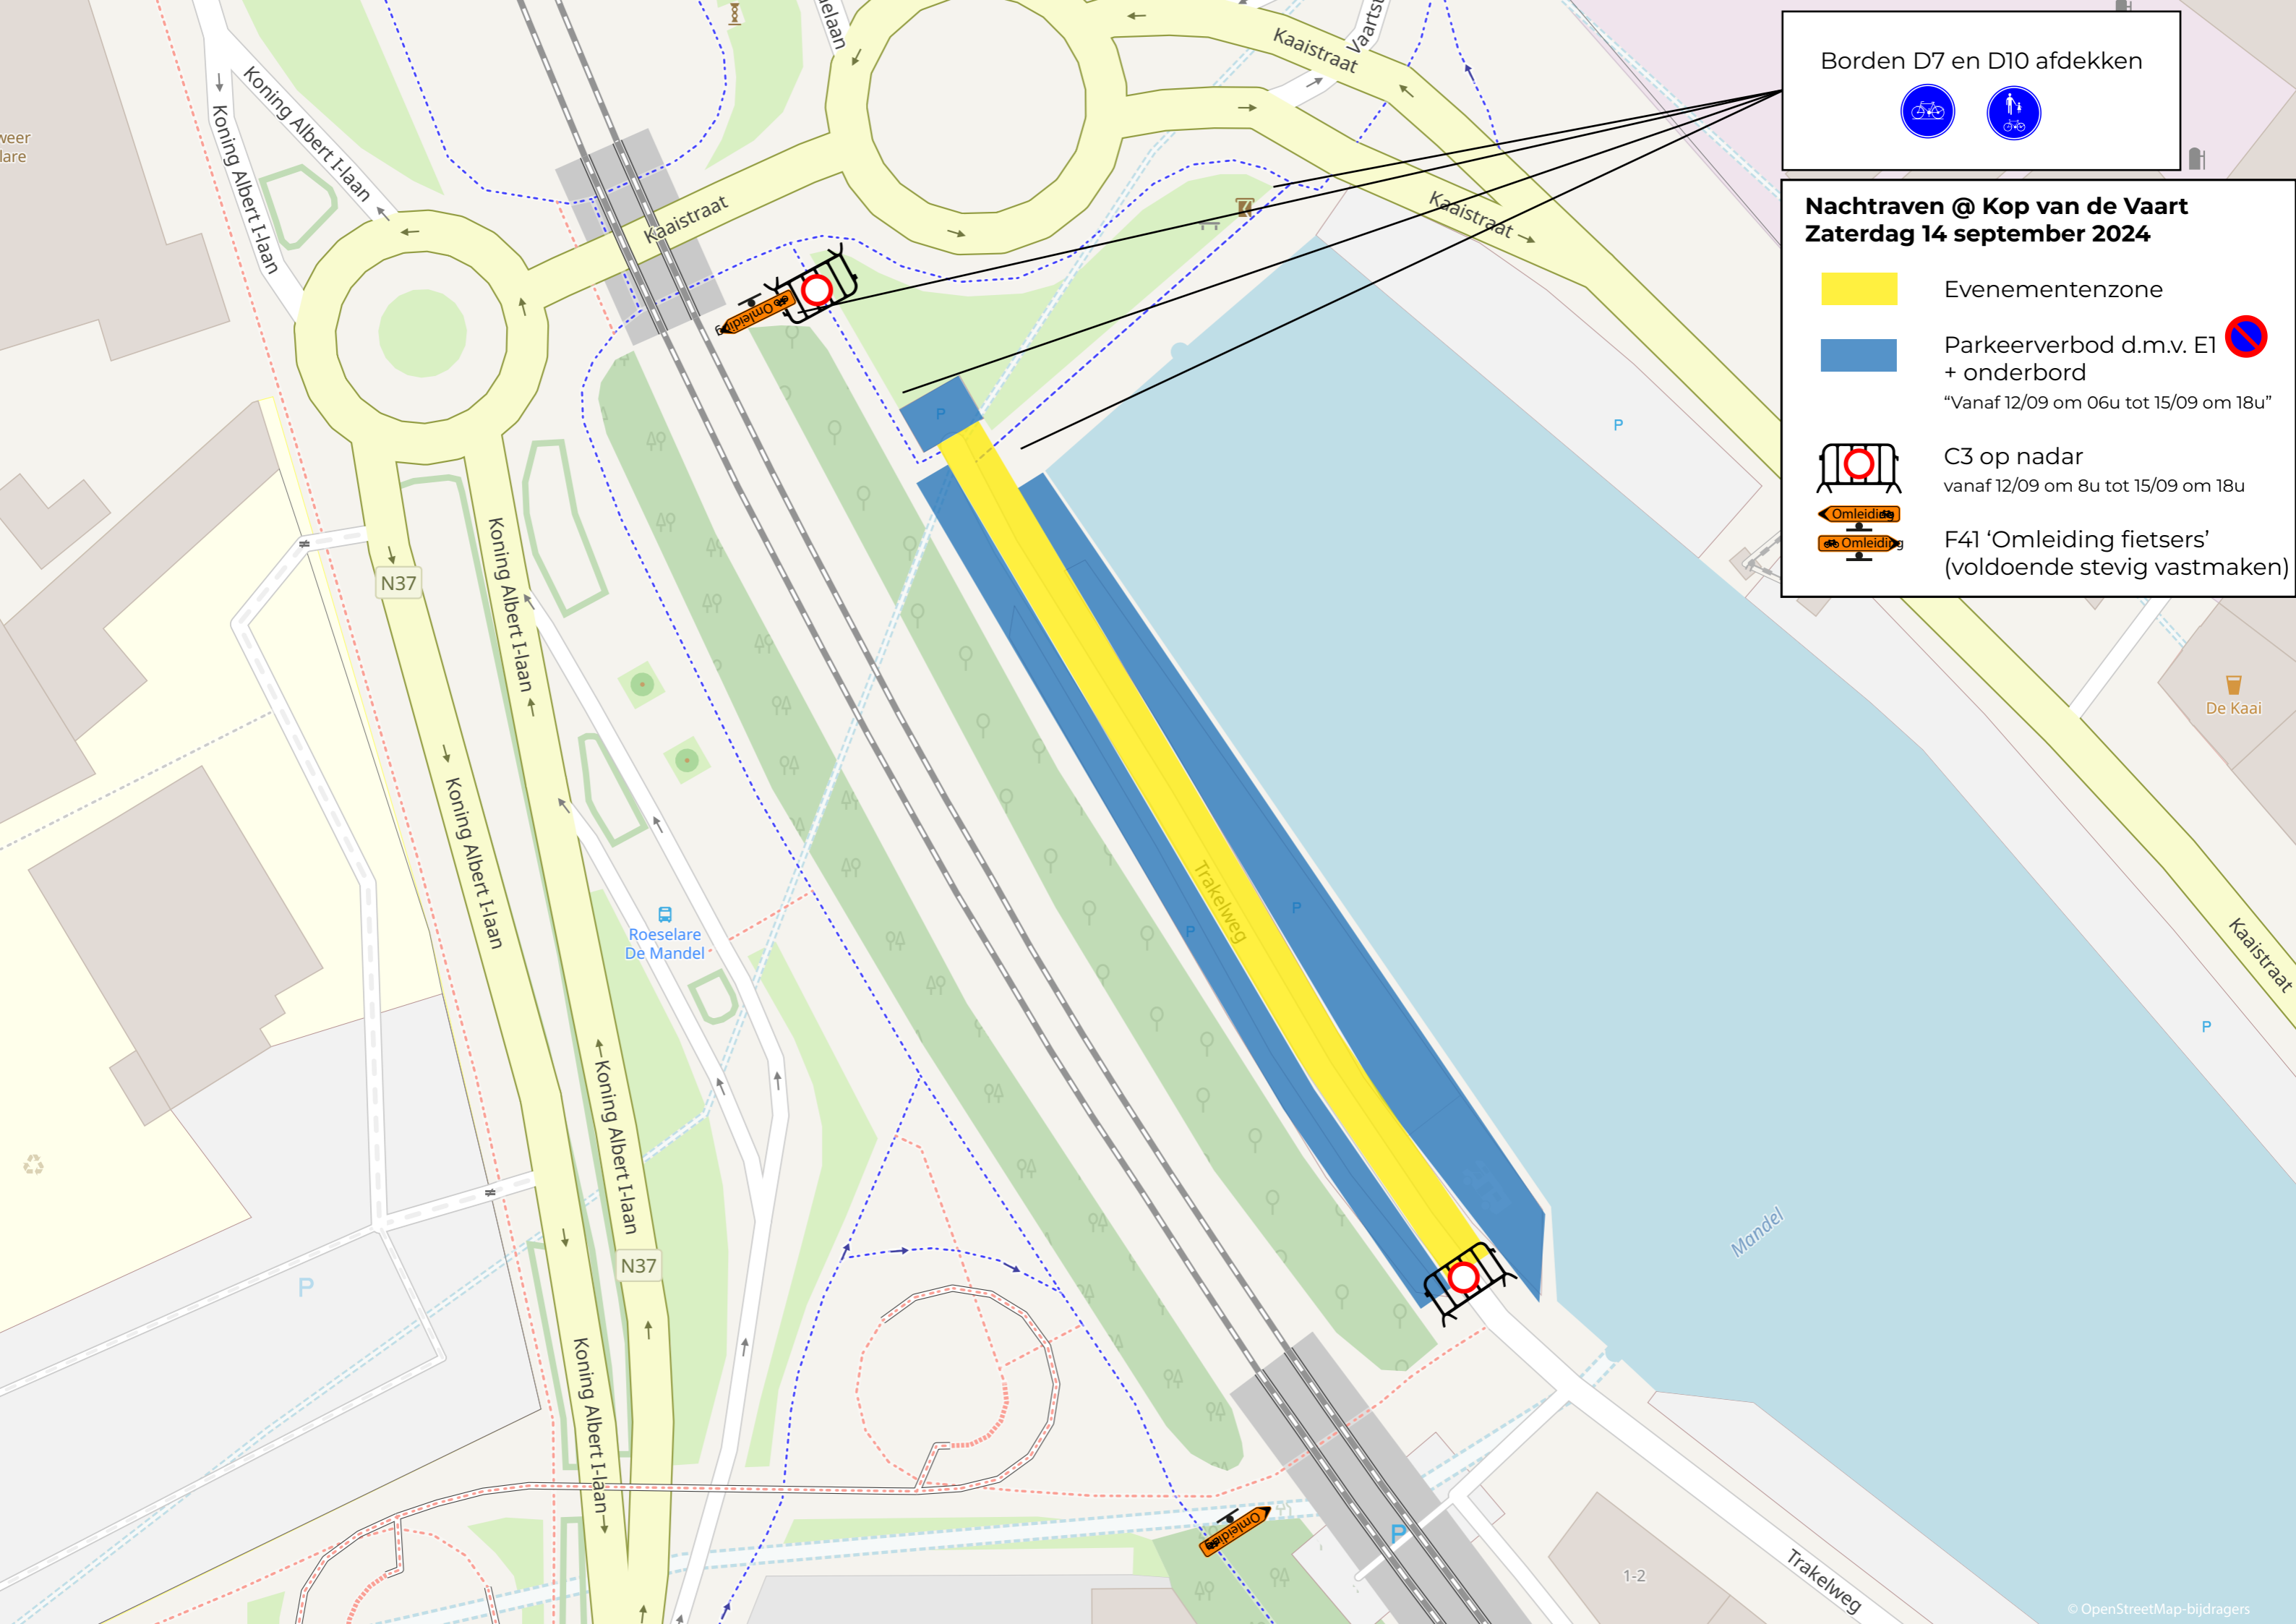 Borden D7 en D10 afdekken
Nachtraven @ Kop van de Vaart
Zaterdag 14 september 2024
Evenementenzone
Parkeerverbod d.m.v. E1
+ onderbord
“Vanaf 12/09 om 06u tot 15/09 om 18u”
C3 op nadar
vanaf 12/09 om 8u tot 15/09 om 18u
Omleiding
Omleiding
F41 ‘Omleiding fietsers’
(voldoende stevig vastmaken)
Kaaistraat
Kaaistraat
Kaaistraat
Kaaistraat
Koning Albert I-laan
Koning Albert I-laan
Koning Albert I-laan
Koning Albert I-laan
Koning Albert I-laan
Koning Albert I-laan
N37
N37
Omleiding
Omleiding
P
P
P
P
P
P
P
Roeselare
De Mandel
Trakelweg
Trakelweg
Mandel
De Kaai
1-2
© OpenStreetMap-bijdragers